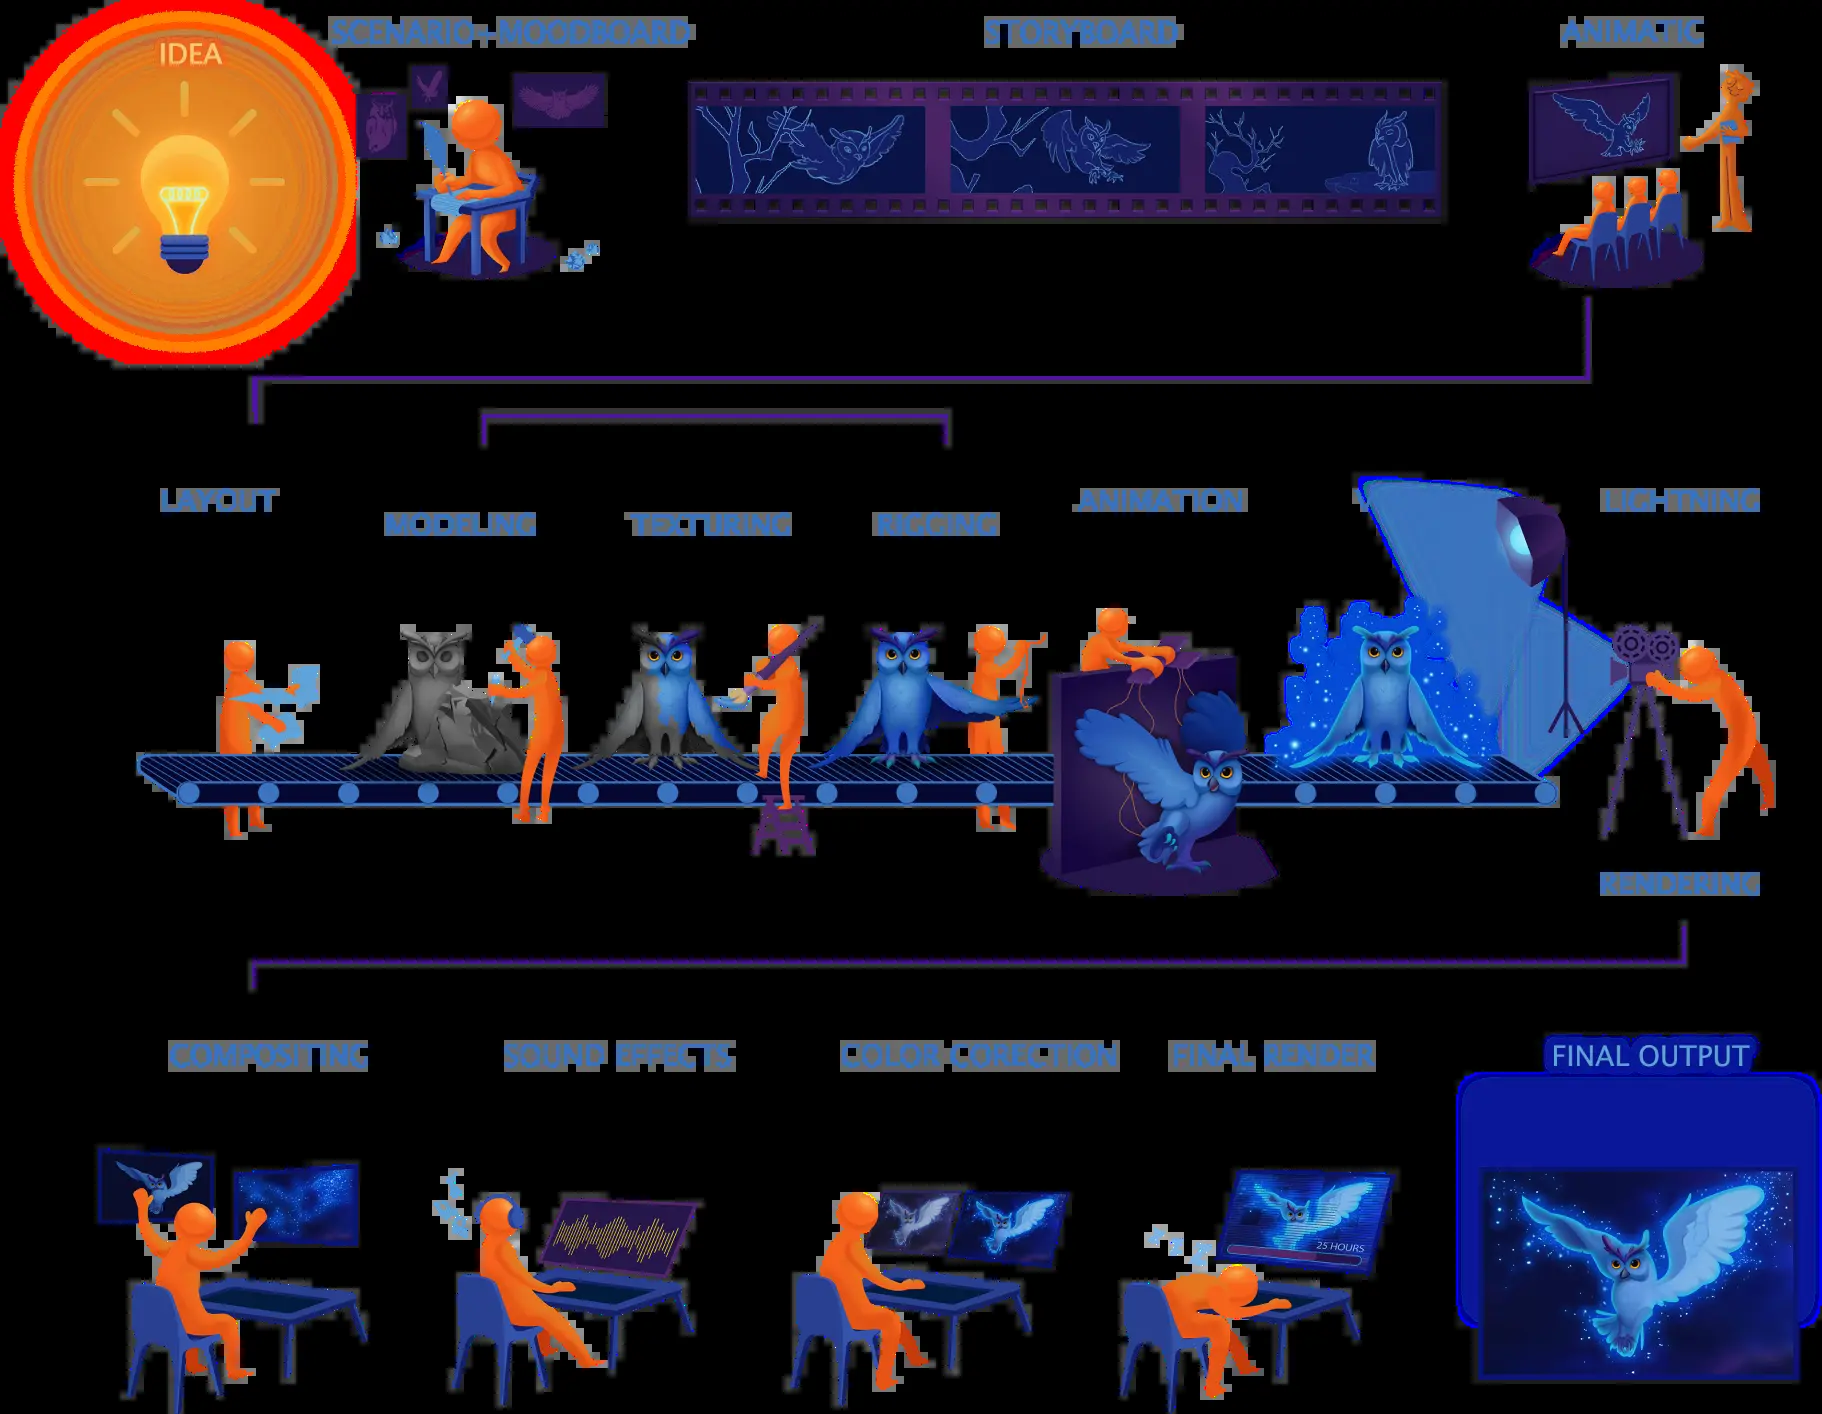 IDEA
SCENARIO+MOODBOARD
STORYBOARD
ANIMATIC
LAYOUT
MODELING
TEXTURING
RIGGING
ANIMATION
LIGHTNING
RENDERING
COMPOSITING
SOUND EFFECTS
COLOR CORECTION
FINAL RENDER
25 HOURS
FINAL OUTPUT